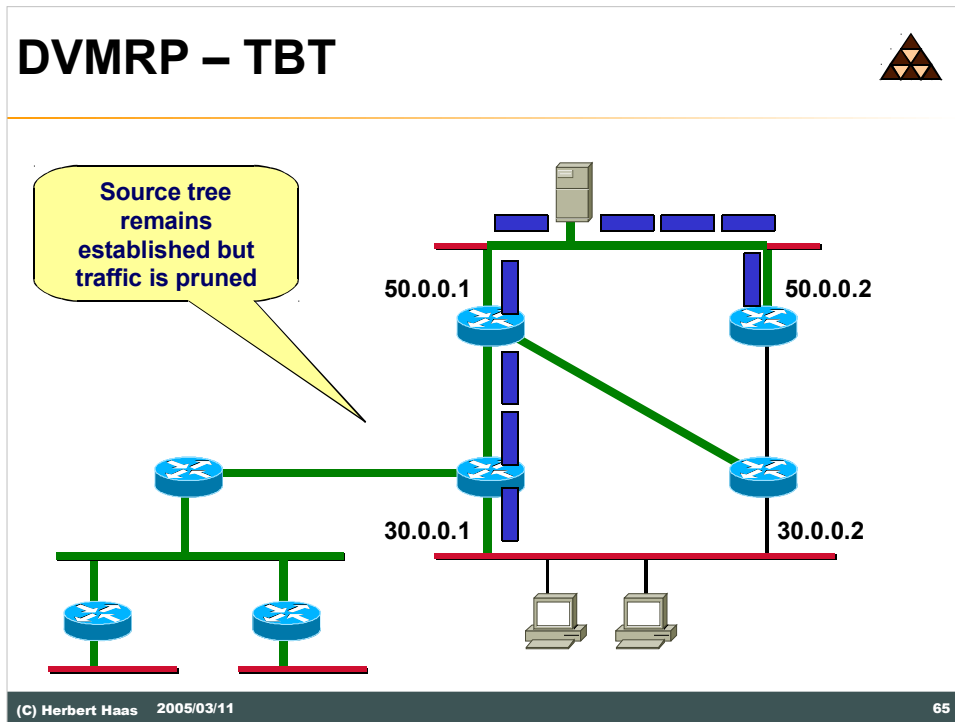 DVMRP – TBT
Source tree
remains
established but
traffic is pruned
50.0.0.1
50.0.0.2
30.0.0.1
30.0.0.2
(C) Herbert Haas 2005/03/11
65